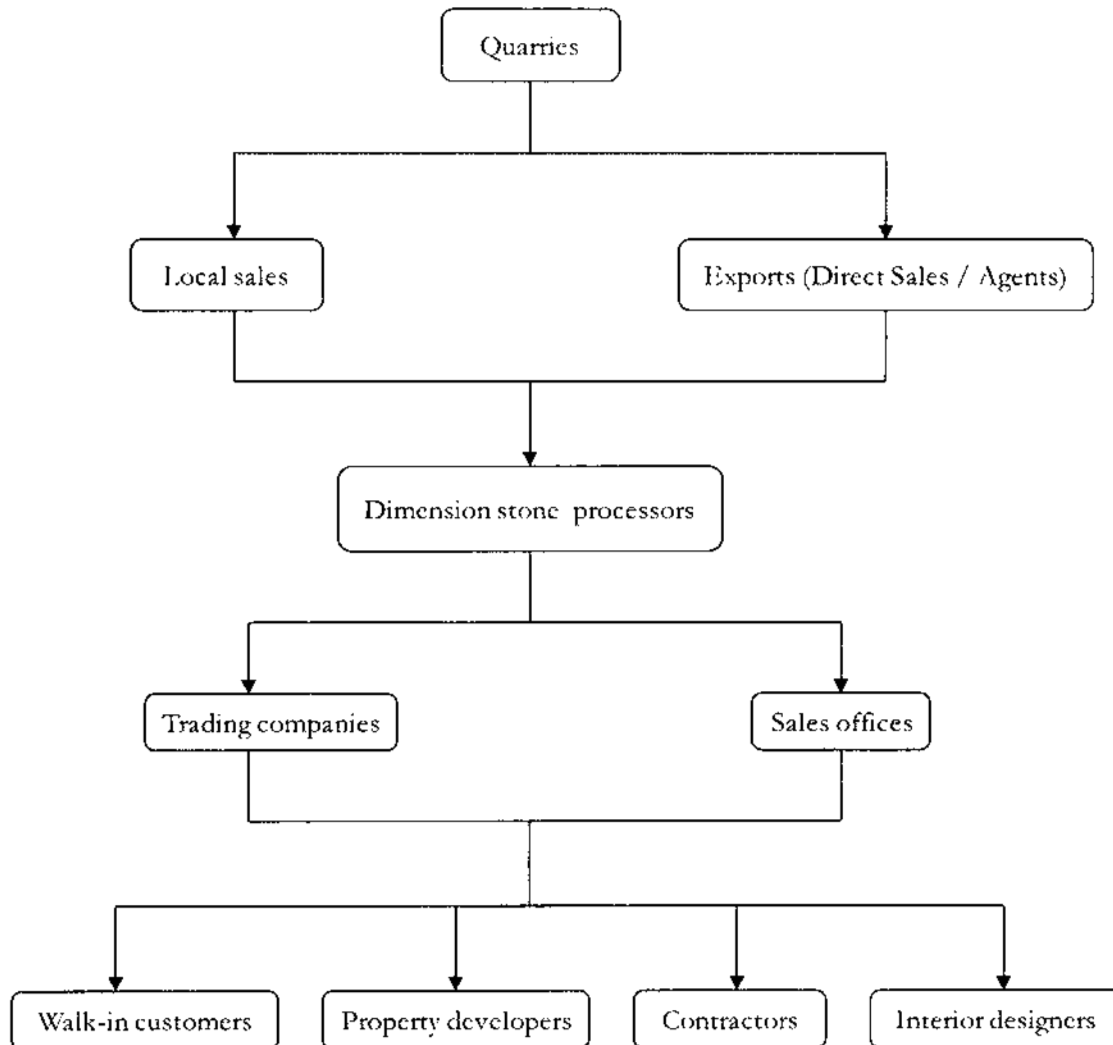 Quarries
Local sales
Exports (Direct Sales / Agents)
Dimension stone processors
Trading companies
Sales offices
Walk-in customers
Property developers
Contractors
Interior designers